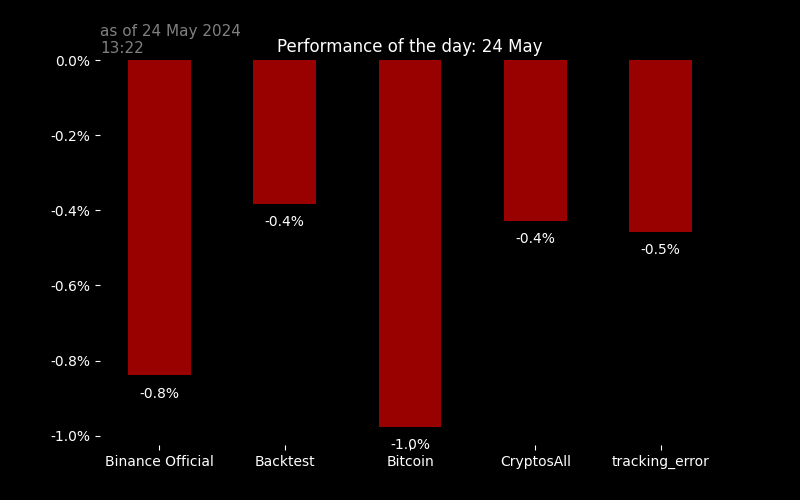 as of 24 May 2024
13:22
Performance of the day: 24 May
0.0%
-0.2%
-0.4%
-0.6%
-0.8%
-1.0%
-0.8%
-0.4%
-1.0%
-0.4%
-0.5%
Binance Official
Backtest
Bitcoin
CryptosAll
tracking_error